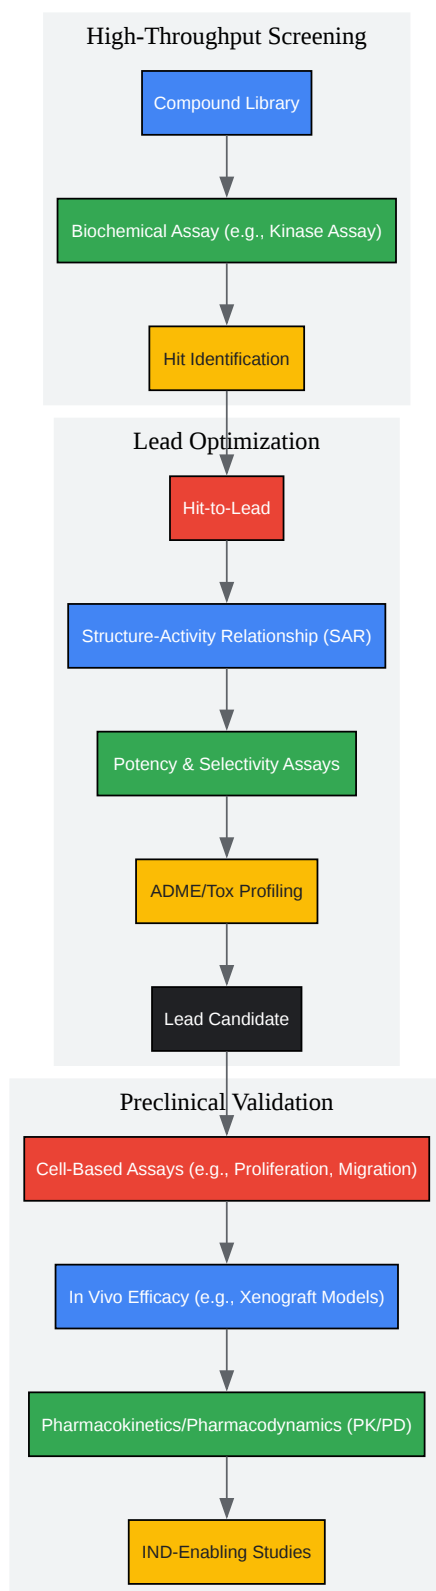 High-Throughput Screening
Compound Library
Biochemical Assay (e.g., Kinase Assay)
Hit Identification
Lead Optimization
Hit-to-Lead
Structure-Activity Relationship (SAR)
Potency & Selectivity Assays
ADME/Tox Profiling
Lead Candidate
Preclinical Validation
Cell-Based Assays (e.g., Proliferation, Migration)
In Vivo Efficacy (e.g., Xenograft Models)
Pharmacokinetics/Pharmacodynamics (PK/PD)
IND-Enabling Studies